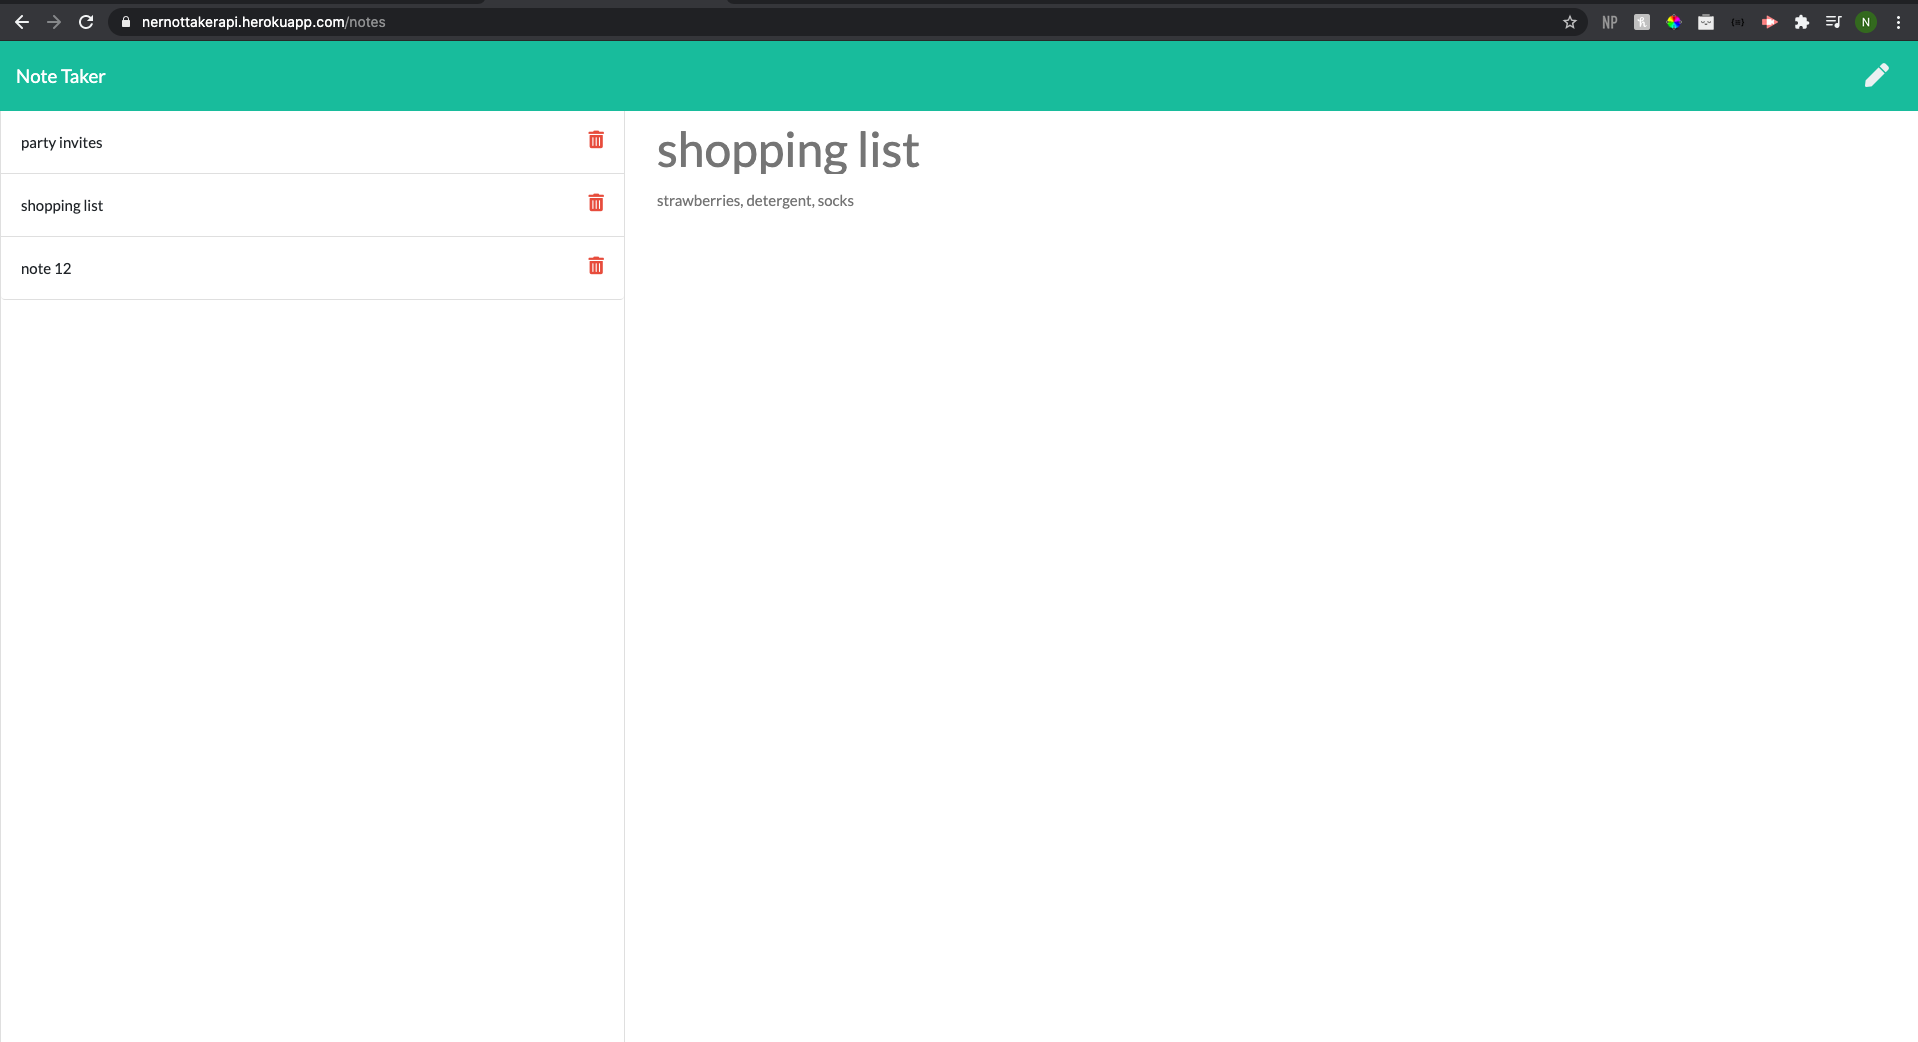 nernottakerapi.herokuapp.com/notes
NP
N
Note Taker
party invites
shopping list
note 12
shopping list
strawberries, detergent, socks